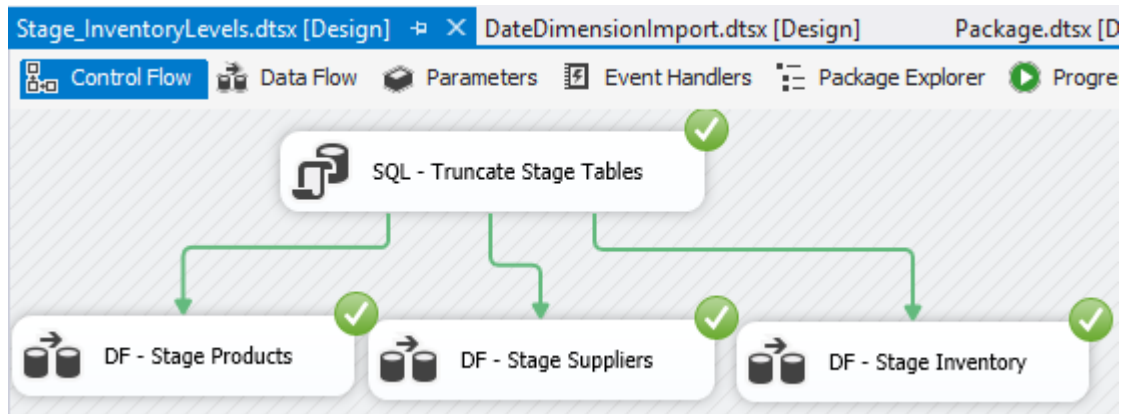 Stage_InventoryLevels.dtsx [Design] DateDimensionImport.dtsx [Design] Package.dtsx [D
Control Flow Data Flow Parameters Event Handlers Package Explorer Progre
SQL - Truncate Stage Tables
DF - Stage Products DF - Stage Suppliers DF - Stage Inventory